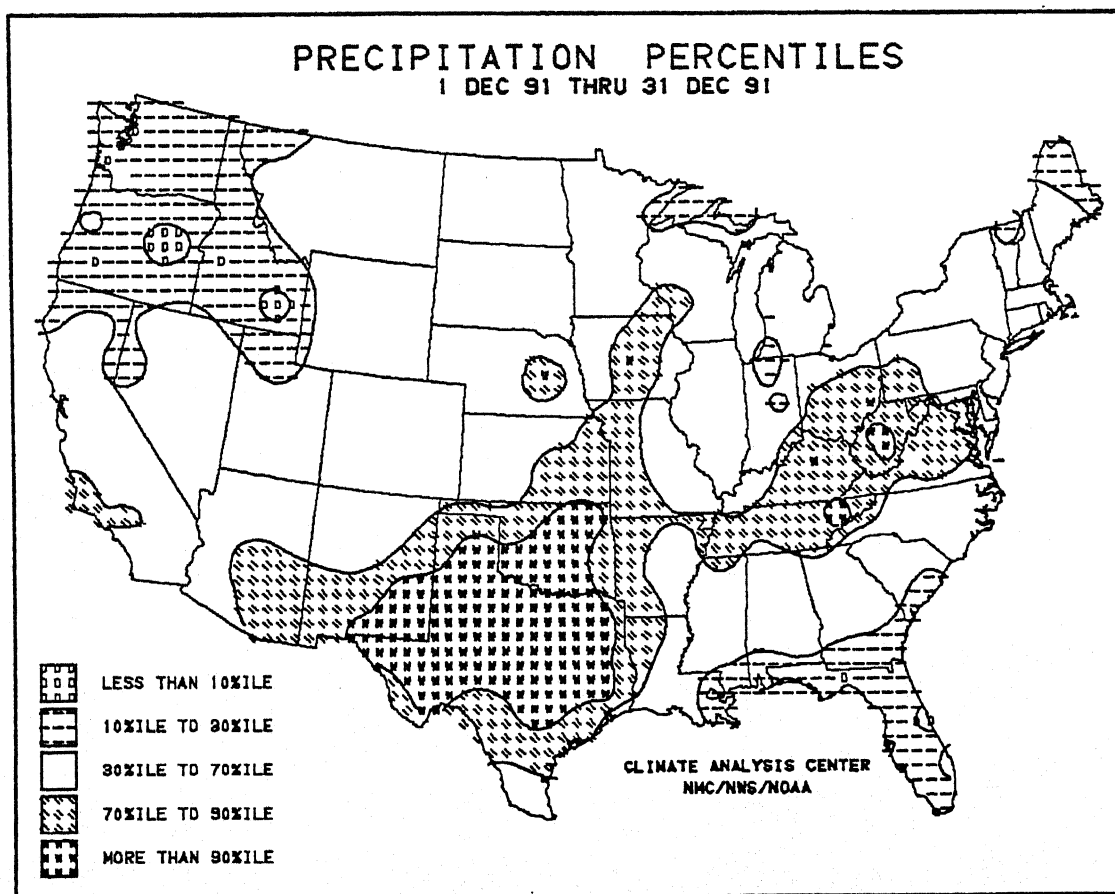 PRECIPITATION PERCENTILES
1 DEC 91 THRU 31 DEC 91
LESS THAN 10%ILE
10%ILE TO 30%ILE
30%ILE TO 70%ILE
70%ILE TO 90%ILE
MORE THAN 90%ILE
CLIMATE ANALYSIS CENTER
NMC/NWS/NOAA